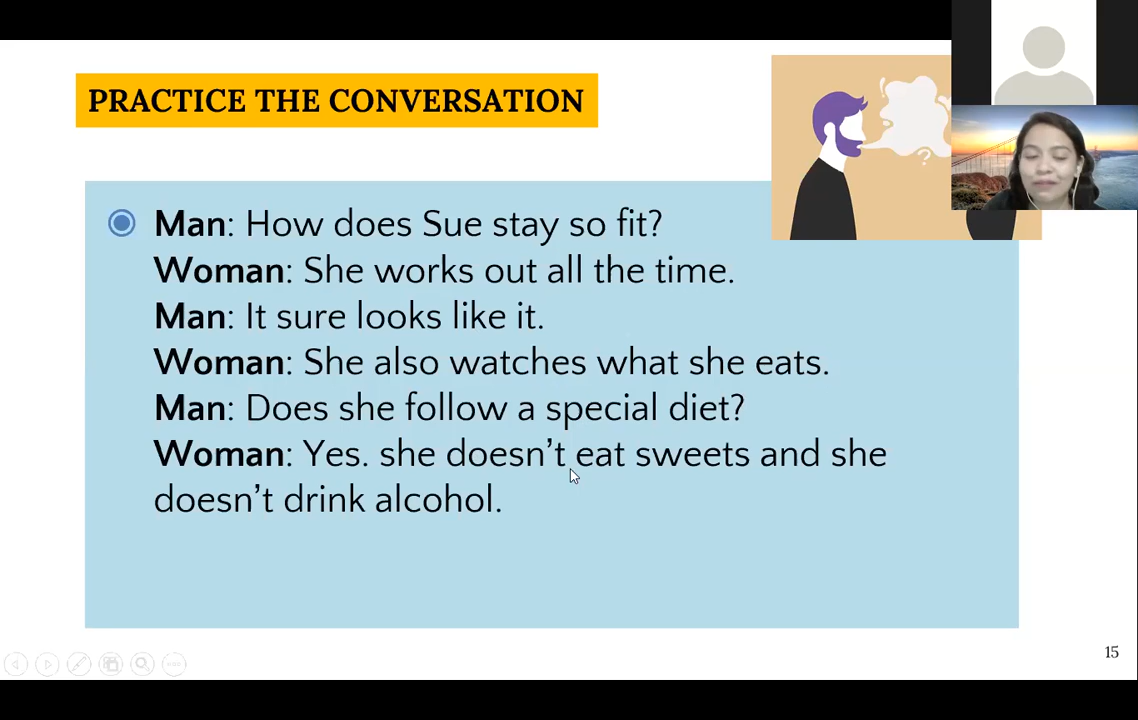 PRACTICE THE CONVERSATION
?
Man: How does Sue stay so fit?
Woman: She works out all the time.
Man: It sure looks like it.
Woman: She also watches what she eats.
Man: Does she follow a special diet?
Woman: Yes. she doesn’t eat sweets and she
doesn’t drink alcohol.
15